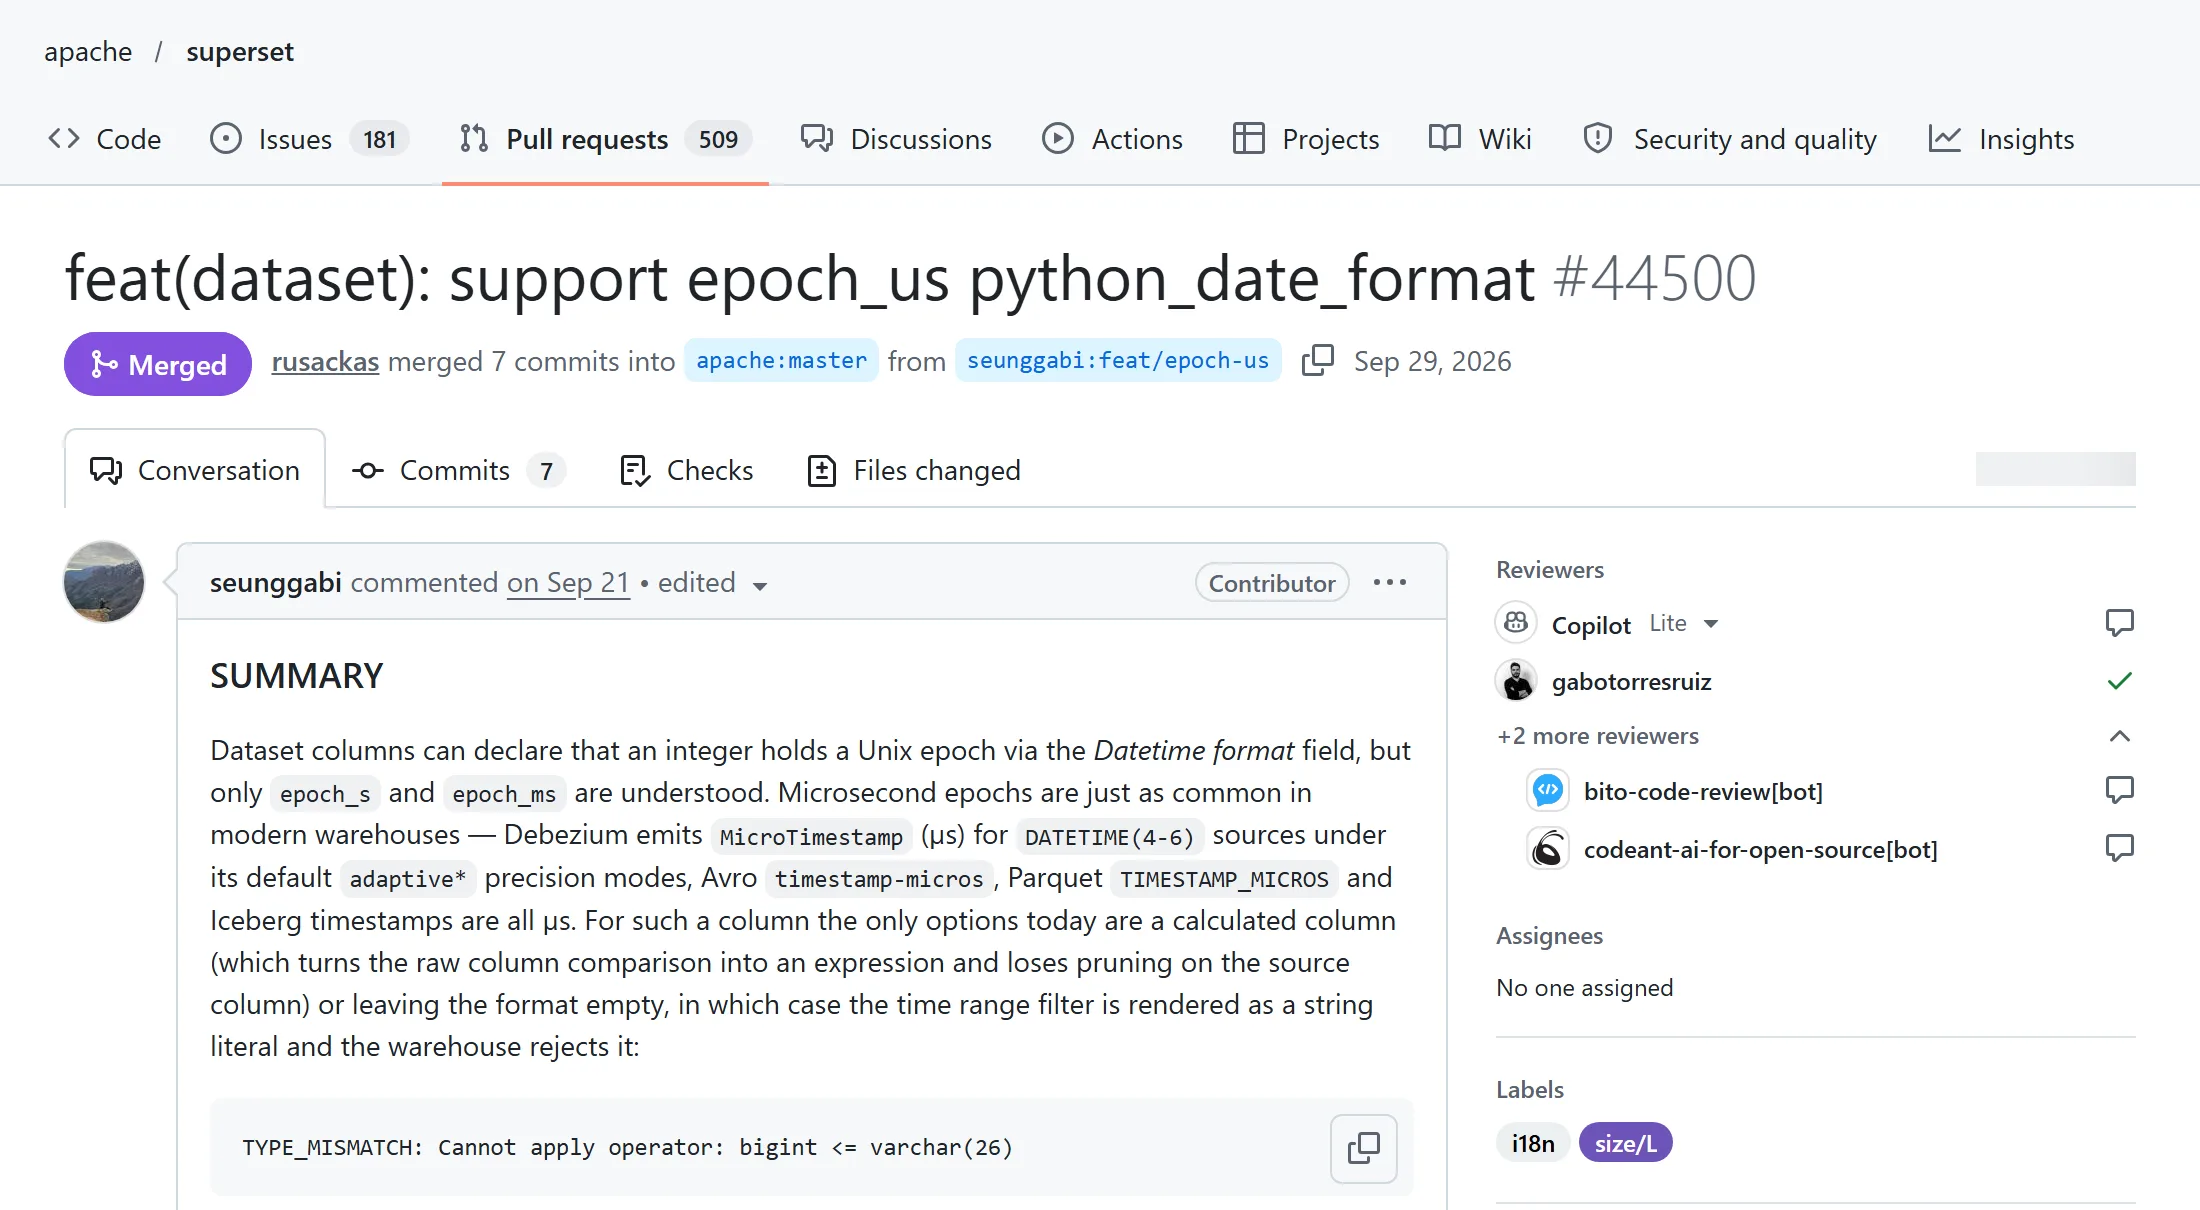 apache / superset
Code Issues 181 Pull requests 509 Discussions Actions Projects Wiki Security and quality Insights
feat(dataset): support epoch_us python_date_format #44500
Merged rusackas merged 7 commits into apache:master from seunggabi:feat/epoch-us Sep 29, 2026
Conversation Commits 7 Checks Files changed
seunggabi commented on Sep 21 • edited Contributor
SUMMARY
Dataset columns can declare that an integer holds a Unix epoch via the Datetime format field, but
only epoch_s and epoch_ms are understood. Microsecond epochs are just as common in
modern warehouses — Debezium emits MicroTimestamp (µs) for DATETIME(4-6) sources under
its default adaptive* precision modes, Avro timestamp-micros, Parquet TIMESTAMP_MICROS and
Iceberg timestamps are all µs. For such a column the only options today are a calculated column
(which turns the raw column comparison into an expression and loses pruning on the source
column) or leaving the format empty, in which case the time range filter is rendered as a string
literal and the warehouse rejects it:
TYPE_MISMATCH: Cannot apply operator: bigint <= varchar(26)
Reviewers
Copilot Lite
gabotorresruiz
+2 more reviewers
bito-code-review[bot]
codeant-ai-for-open-source[bot]
Assignees
No one assigned
Labels
i18n size/L